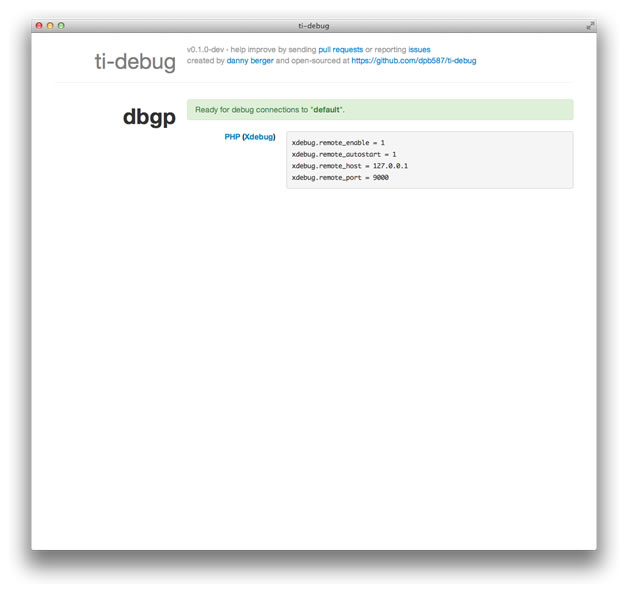 ti-debug
ti-debug
v0.1.0-dev · help improve by sending pull requests or reporting issues
created by danny berger and open-sourced at https://github.com/dpb587/ti-debug
dbgp
Ready for debug connections to "default".
PHP (Xdebug)
xdebug.remote_enable = 1
xdebug.remote_autostart = 1
xdebug.remote_host = 127.0.0.1
xdebug.remote_port = 9000